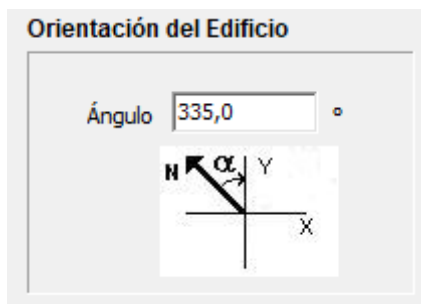 Orientación del Edificio
Ángulo 335,0 º
N α Y
X